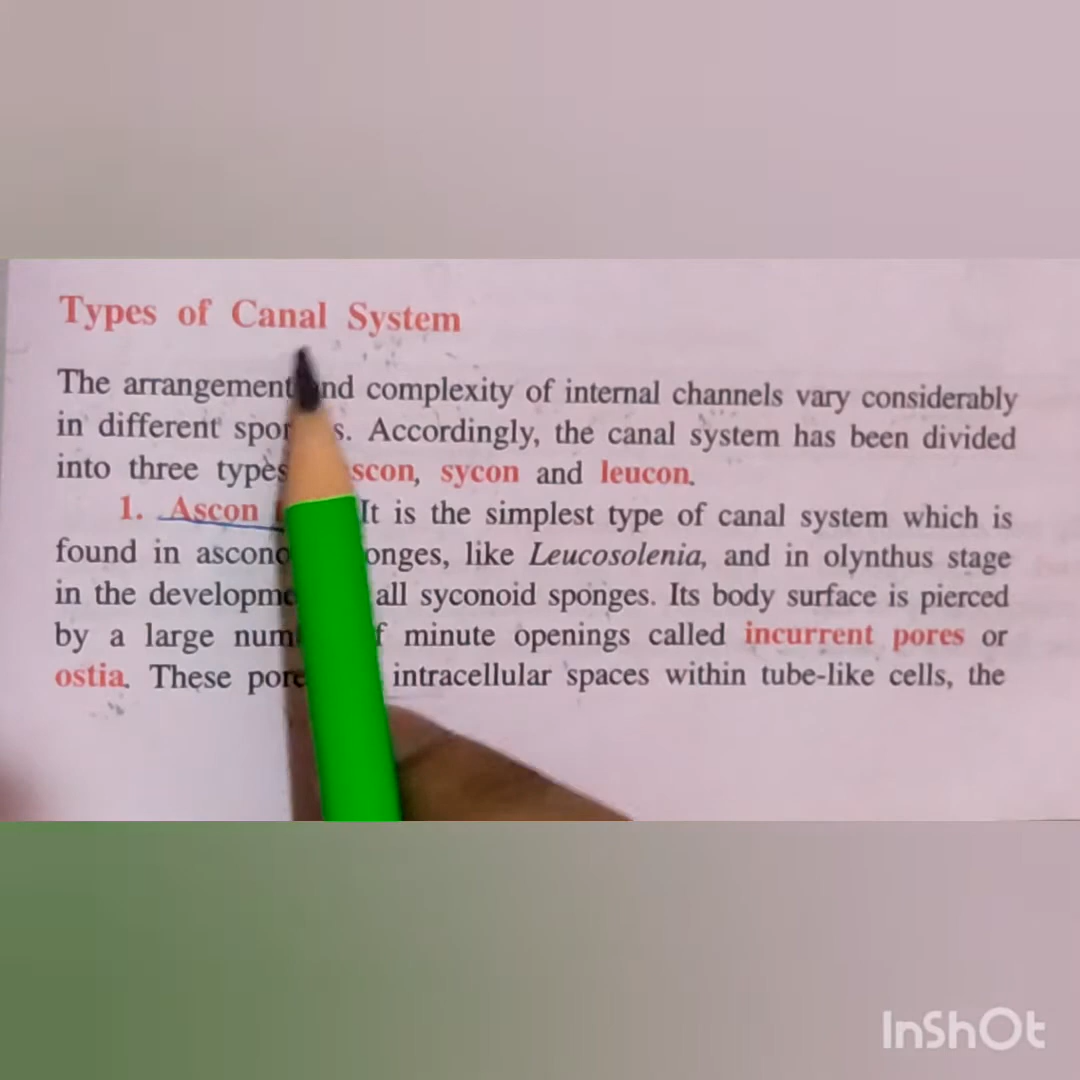 Types of Canal System
The arrangement and complexity of internal channels vary considerably
in different spon s. Accordingly, the canal system has been divided
into three types scon, sycon and leucon.
1. Ascon It is the simplest type of canal system which is
found in ascono onges, like Leucosolenia, and in olynthus stage
in the developme all syconoid sponges. Its body surface is pierced
by a large num f minute openings called incurrent pores or
ostia. These pore intracellular spaces within tube-like cells, the
InShOt